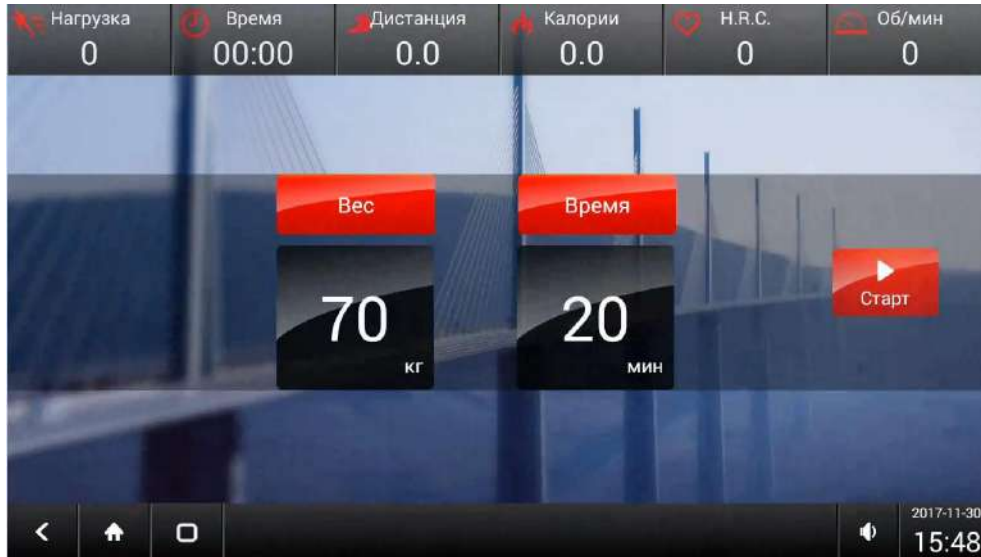 Нагрузка Время Дистанция Калории H.R.C. Об/мин
0 00:00 0.0 0.0 0 0
Вес Время
70 20
кг мин
Старт
2017-11-30
15:48